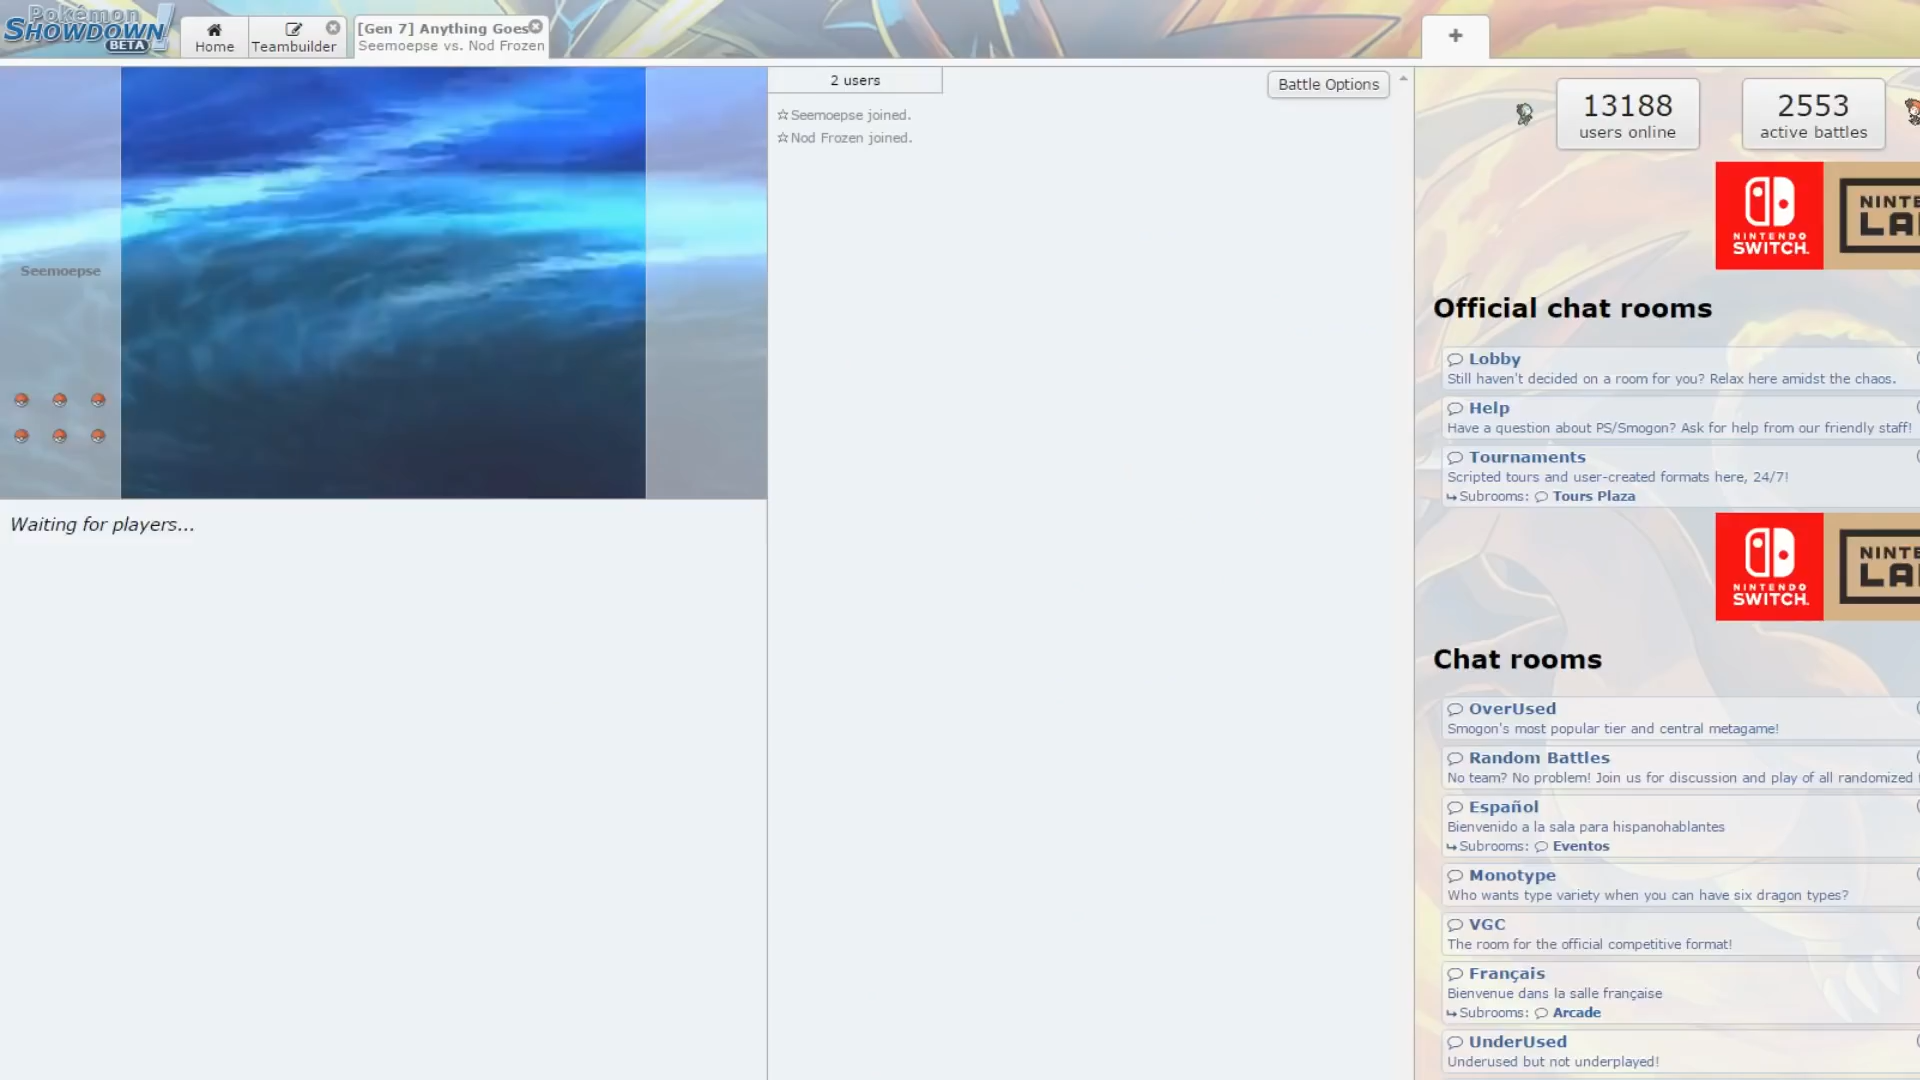 Pokémon
SHOWDOWN!
BETA
Home
Teambuilder
[Gen 7] Anything Goes
Seemoepse vs. Nod Frozen
+
Seemoepse
Waiting for players...
2 users
Battle Options
☆Seemoepse joined.
☆Nod Frozen joined.
13188
users online
2553
active battles
NINTENDO
SWITCH
NINTE
LA
Official chat rooms
Lobby
Still haven't decided on a room for you? Relax here amidst the chaos.
Help
Have a question about PS/Smogon? Ask for help from our friendly staff!
Tournaments
Scripted tours and user-created formats here, 24/7!
↳Subrooms: Tours Plaza
NINTENDO
SWITCH
NINTE
LA
Chat rooms
OverUsed
Smogon's most popular tier and central metagame!
Random Battles
No team? No problem! Join us for discussion and play of all randomized
Español
Bienvenido a la sala para hispanohablantes
↳Subrooms: Eventos
Monotype
Who wants type variety when you can have six dragon types?
VGC
The room for the official competitive format!
Français
Bienvenue dans la salle française
↳Subrooms: Arcade
UnderUsed
Underused but not underplayed!